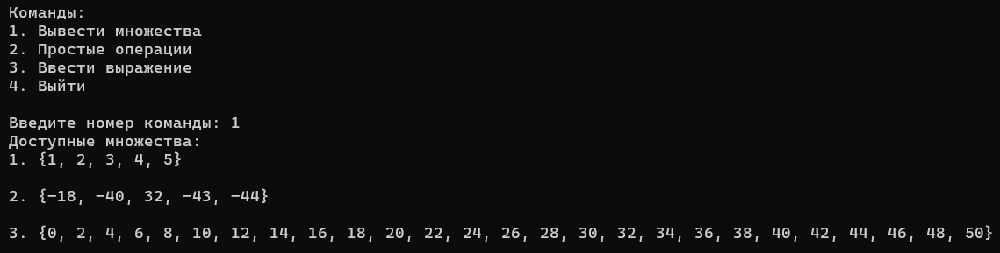 Команды:
1. Вывести множества
2. Простые операции
3. Ввести выражение
4. Выйти
Введите номер команды: 1
Доступные множества:
1. {1, 2, 3, 4, 5}
2. {-18, -40, 32, -43, -44}
3. {0, 2, 4, 6, 8, 10, 12, 14, 16, 18, 20, 22, 24, 26, 28, 30, 32, 34, 36, 38, 40, 42, 44, 46, 48, 50}